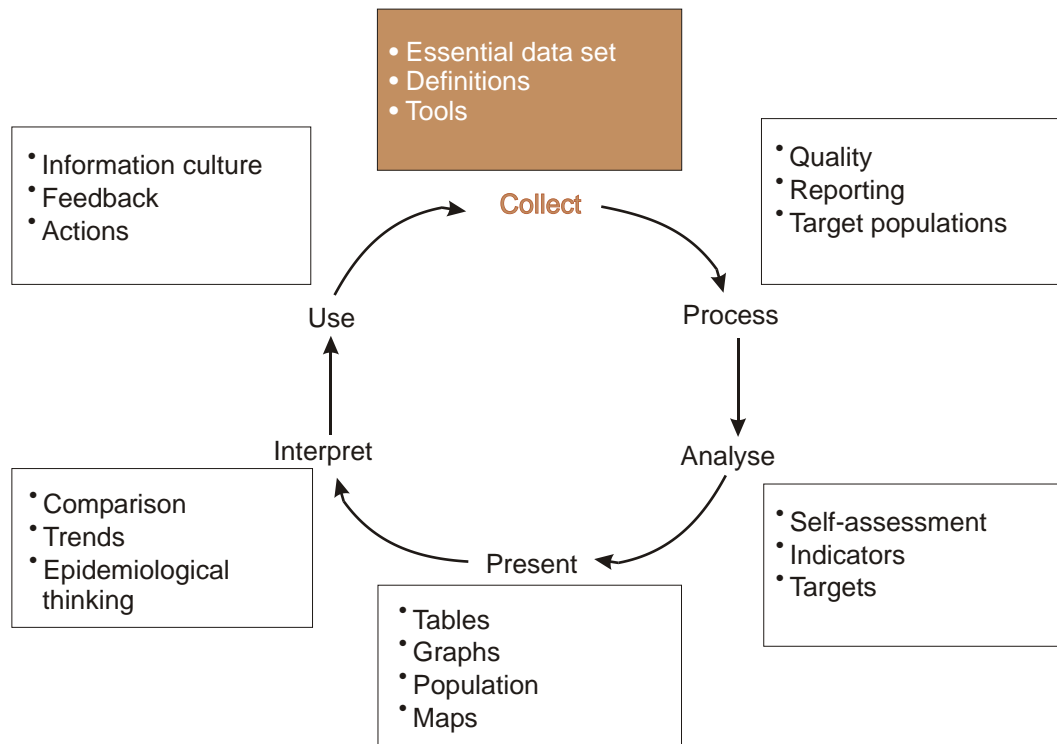 • Essential data set
• Definitions
• Tools
Collect
• Quality
• Reporting
• Target populations
Process
Analyse
• Self-assessment
• Indicators
• Targets
Present
• Tables
• Graphs
• Population
• Maps
Interpret
• Comparison
• Trends
• Epidemiological
thinking
Use
• Information culture
• Feedback
• Actions